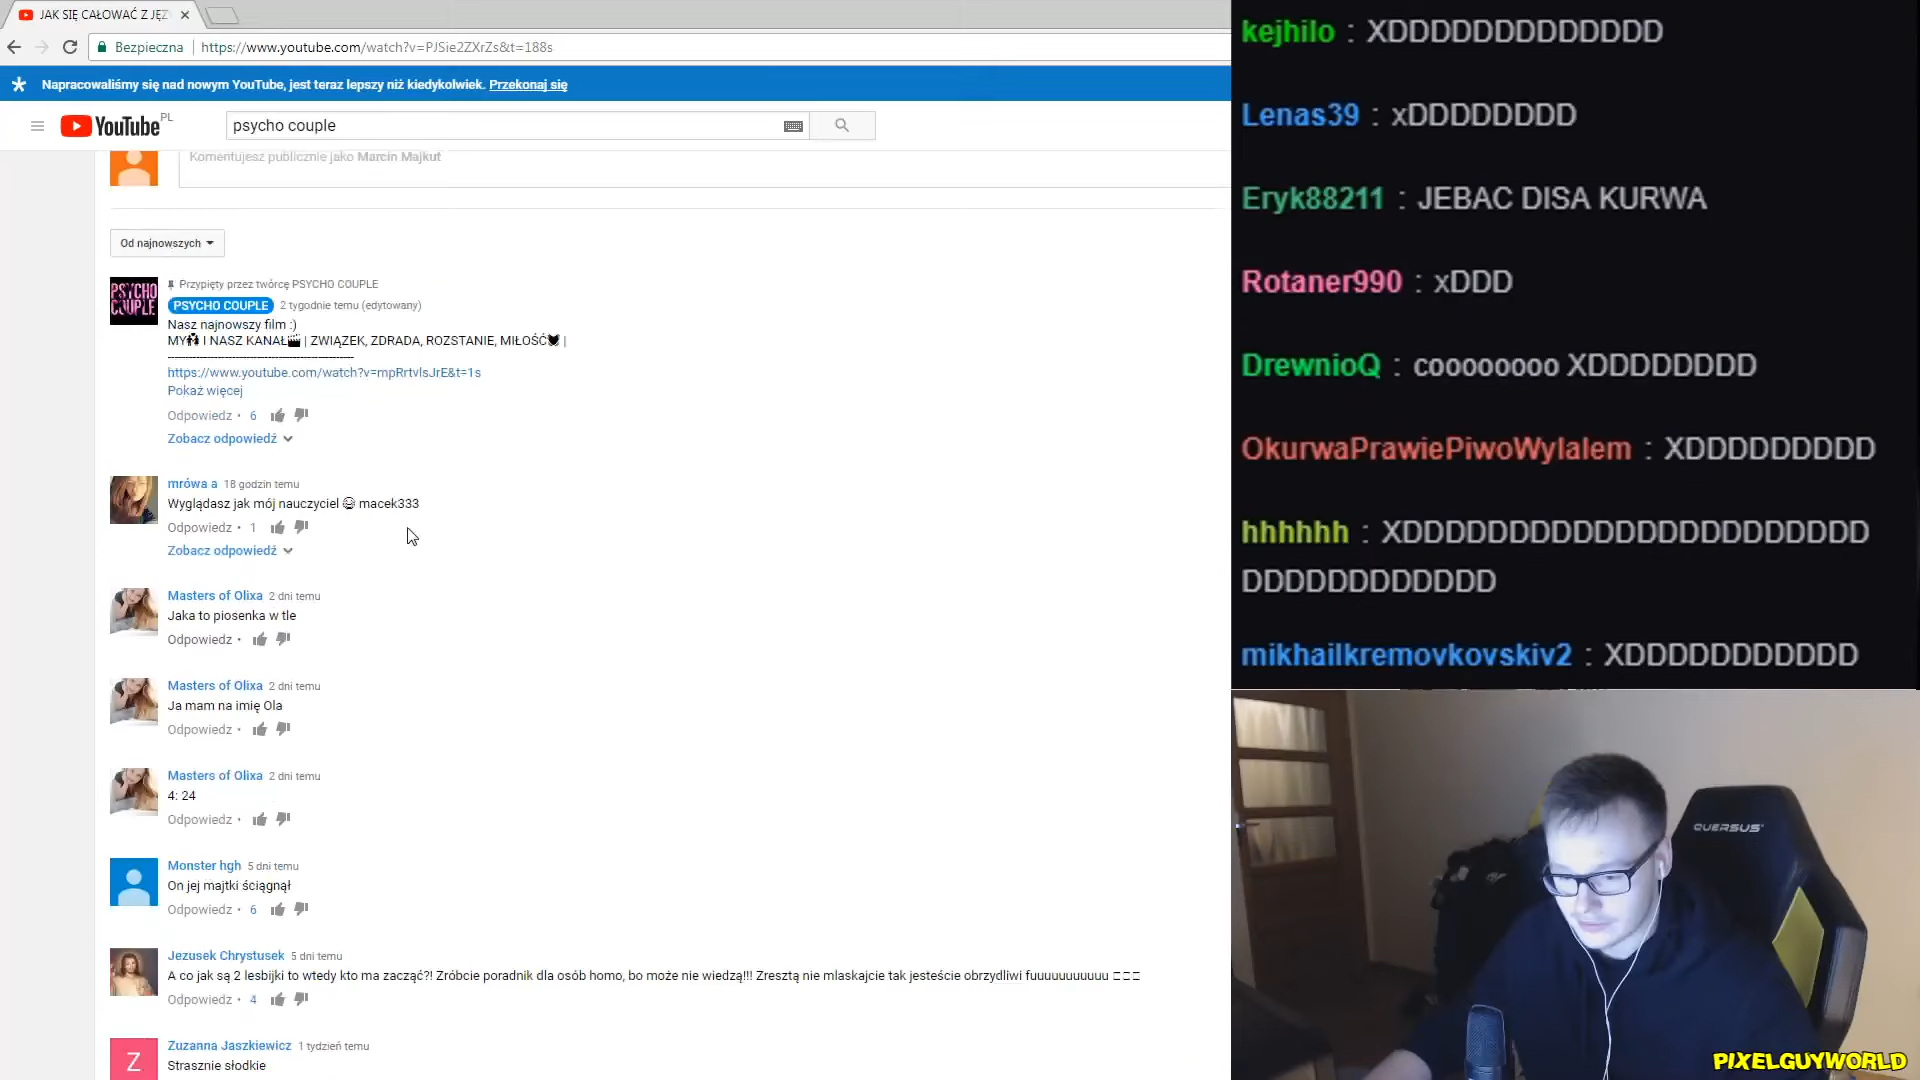 JAK SIĘ CAŁOWAĆ Z JĘZ
Bezpieczna
https://www.youtube.com/watch?v=PJSie2ZXrZs&t=188s
Napracowaliśmy się nad nowym YouTube, jest teraz lepszy niż kiedykolwiek. Przekonaj się
YouTube PL
psycho couple
Komentujesz publicznie jako Marcin Majkut
Od najnowszych
Przypięty przez twórcę PSYCHO COUPLE
PSYCHO COUPLE
PSYCHO COUPLE 2 tygodnie temu (edytowany)
Nasz najnowszy film :)
MY I NASZ KANAŁ | ZWIĄZEK, ZDRADA, ROZSTANIE, MIŁOŚĆ |
--------------------------------------------------------
https://www.youtube.com/watch?v=mpRrtvlsJrE&t=1s
Pokaż więcej
Odpowiedz • 6
Zobacz odpowiedź
mrówa a 18 godzin temu
Wyglądasz jak mój nauczyciel 😂 macek333
Odpowiedz • 1
Zobacz odpowiedź
Masters of Olixa 2 dni temu
Jaka to piosenka w tle
Odpowiedz •
Masters of Olixa 2 dni temu
Ja mam na imię Ola
Odpowiedz •
Masters of Olixa 2 dni temu
4: 24
Odpowiedz •
Monster hgh 5 dni temu
On jej majtki ściągnął
Odpowiedz • 6
Jezusek Chrystusek 5 dni temu
A co jak są 2 lesbijki to wtedy kto ma zacząć?! Zróbcie poradnik dla osób homo, bo może nie wiedzą!!! Zresztą nie mlaskajcie tak jesteście obrzydliwi fuuuuuuuuuuu
Odpowiedz • 4
Z
Zuzanna Jaszkiewicz 1 tydzień temu
Strasznie słodkie
kejhilo : XDDDDDDDDDDDDD
Lenas39 : xDDDDDDDD
Eryk88211 : JEBAC DISA KURWA
Rotaner990 : xDDD
DrewnioQ : coooooooo XDDDDDDDD
OkurwaPrawiePiwoWylalem : XDDDDDDDDD
hhhhhh : XDDDDDDDDDDDDDDDDDDDDDD
DDDDDDDDDDDD
mikhailkremovkovskiv2 : XDDDDDDDDDDD
QUERSUS
PIXELGUYWORLD